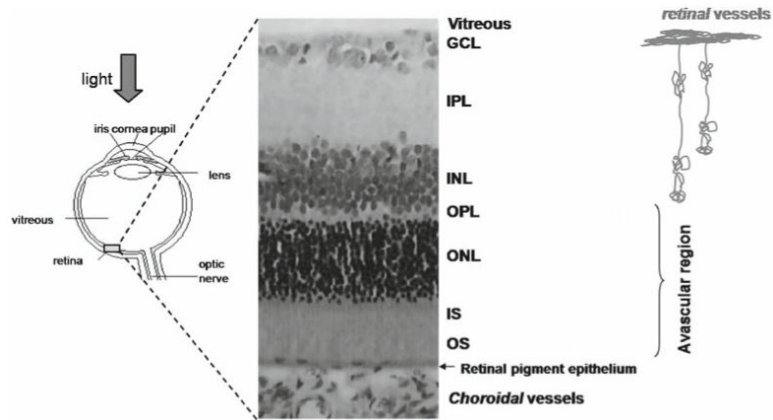 light
iris cornea pupil
lens
vitreous
retina
optic
nerve
Vitreous
GCL
IPL
INL
OPL
ONL
IS
OS
Retinal pigment epithelium
Choroidal vessels
retinal vessels
Avascular region